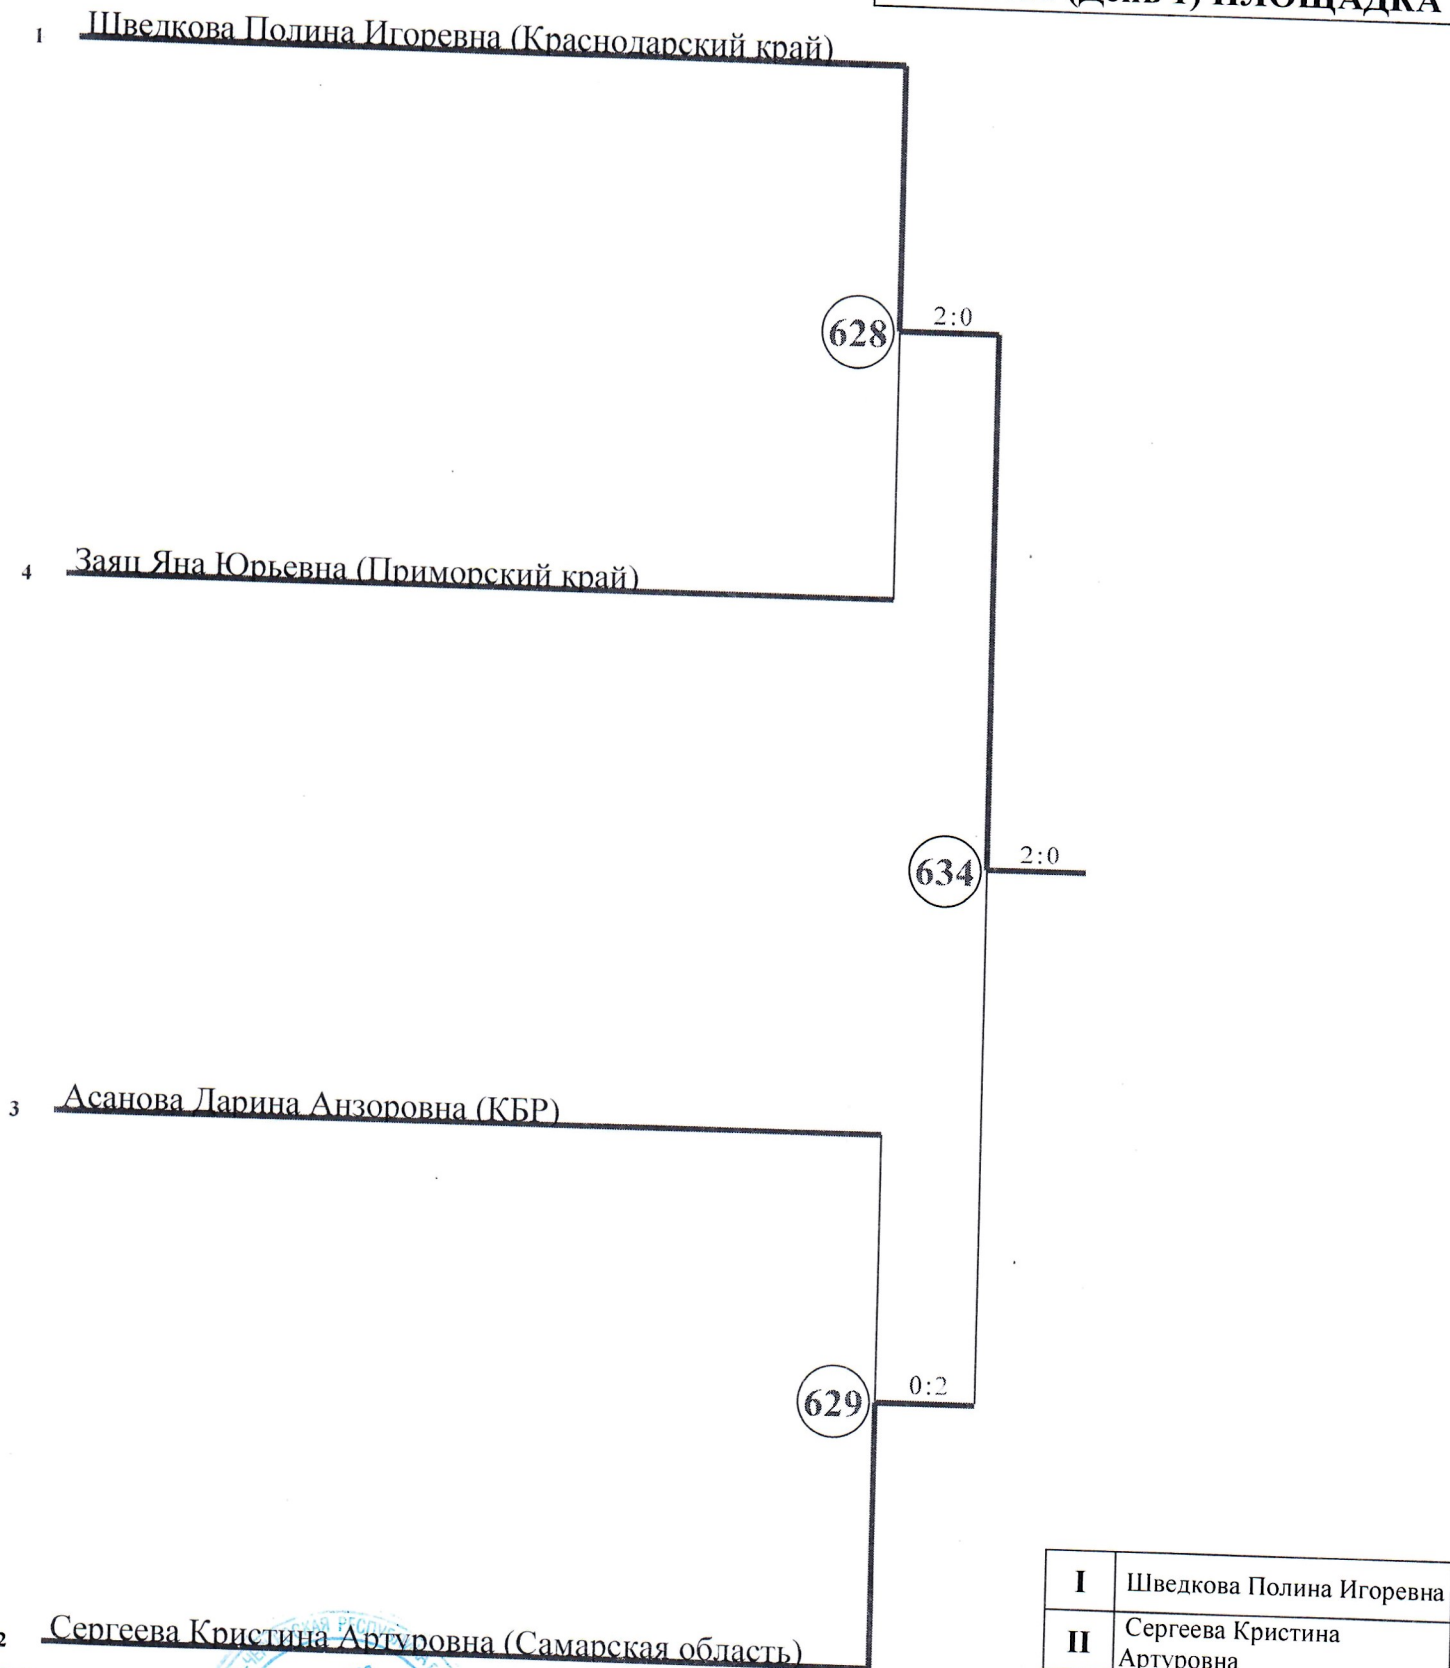 (День 1) ПЛОЩАДКА
1 Шведкова Полина Игоревна (Краснодарский край)
628 2:0
4 Заяц Яна Юрьевна (Приморский край)
634 2:0
3 Асанова Дарина Анзоровна (КБР)
629 0:2
I Шведкова Полина Игоревна
2 Сергеева Кристина Артуровна (Самарская область)
II Сергеева Кристина
Артуровна